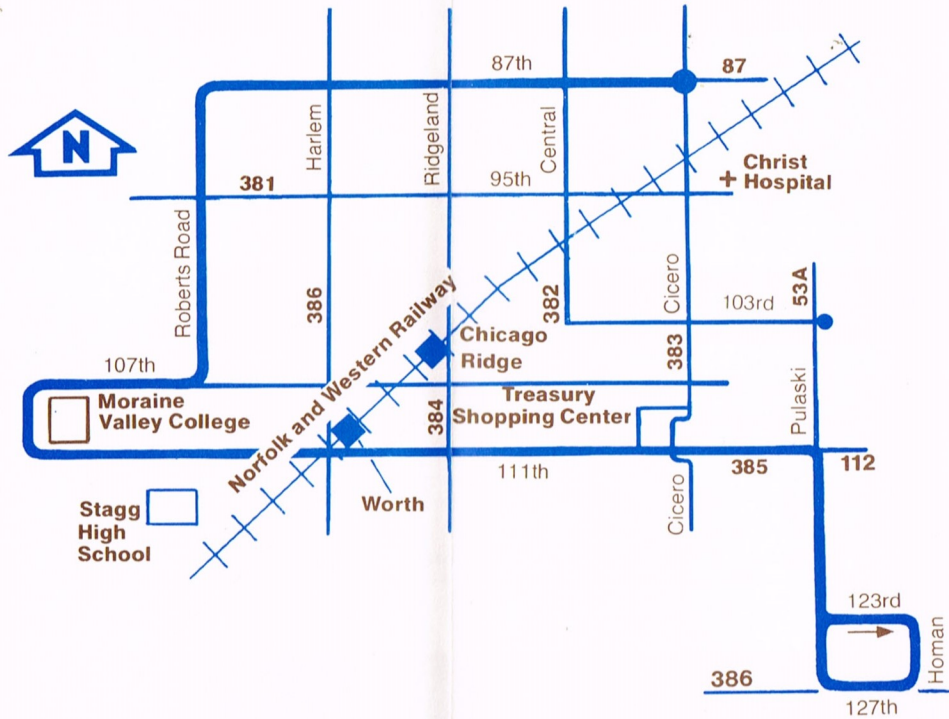 87th
87
N
Harlem
Ridgeland
Central
381
95th
Christ
Hospital
Roberts Road
386
382
Cicero
103rd
53A
Norfolk and Western Railway
Chicago
Ridge
383
107th
Moraine
Valley College
Treasury
Shopping Center
384
Pulaski
111th
385
112
Worth
Stagg
High
School
Cicero
123rd
Homan
386
127th